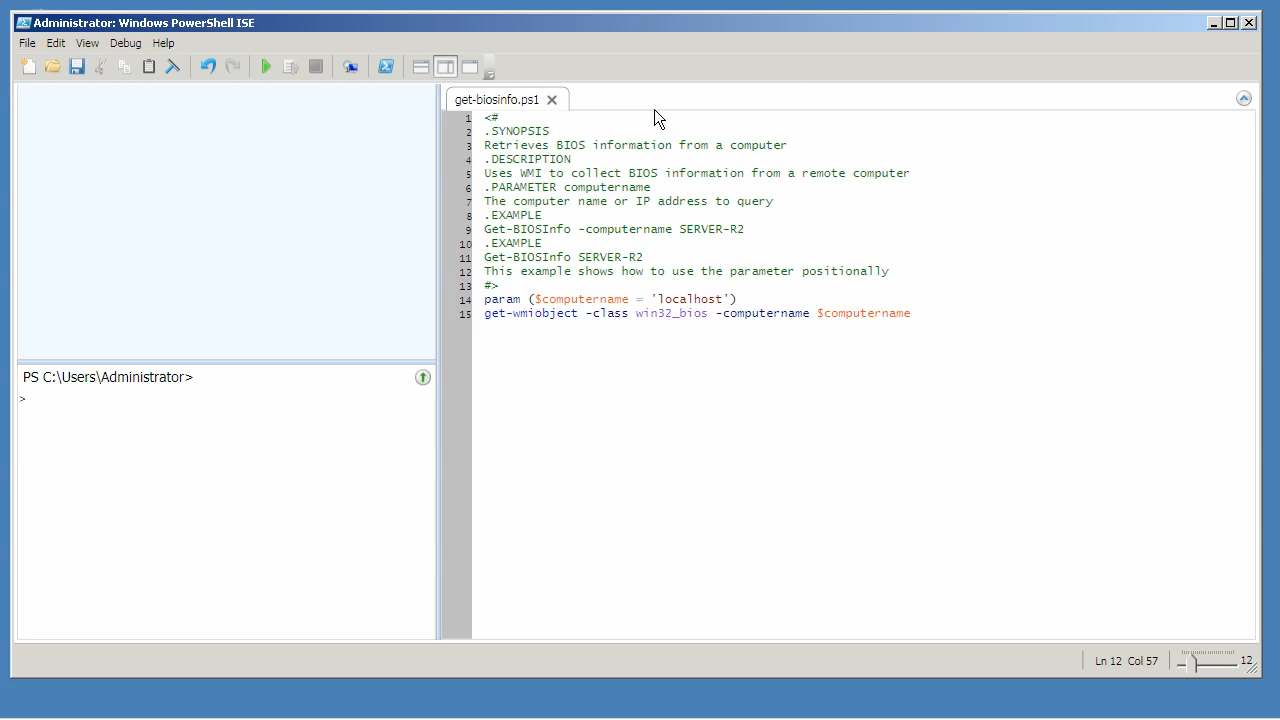 Administrator: Windows PowerShell ISE
File Edit View Debug Help
get-biosinfo.ps1
1 <#
2 .SYNOPSIS
3 Retrieves BIOS information from a computer
4 .DESCRIPTION
5 Uses WMI to collect BIOS information from a remote computer
6 .PARAMETER computername
7 The computer name or IP address to query
8 .EXAMPLE
9 Get-BIOSInfo -computername SERVER-R2
10 .EXAMPLE
11 Get-BIOSInfo SERVER-R2
12 This example shows how to use the parameter positionally
13 #>
14 param ($computername = 'localhost')
15 get-wmiobject -class win32_bios -computername $computername
PS C:\Users\Administrator>
>
Ln 12 Col 57 12